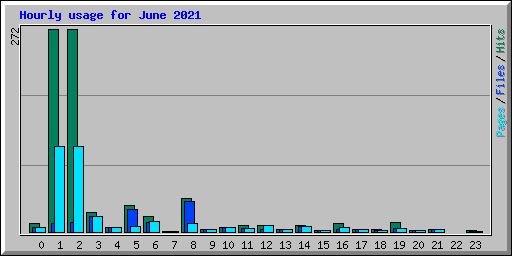 Hourly usage for June 2021
272
Pages/Files/Hits
0 1 2 3 4 5 6 7 8 9 10 11 12 13 14 15 16 17 18 19 20 21 22 23